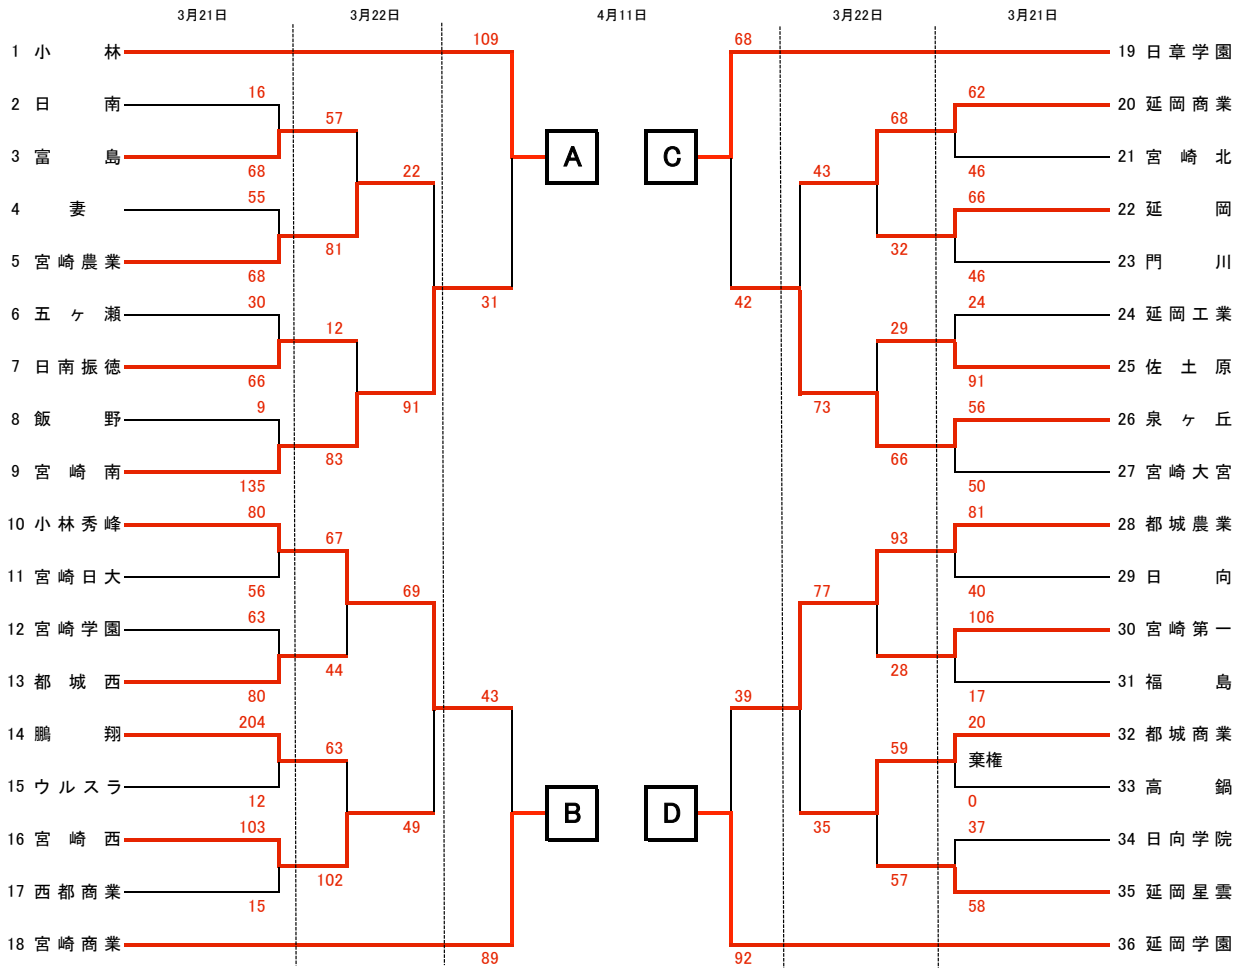 3月21日 3月22日 4月11日 3月22日 3月21日
109 68
1 小林 19 日章学園
16 62
2 日南 20 延岡商業
57 68
3 富島 A C 21 宮崎北
68 22 43 46
55 66
4 妻 22 延岡
81 32
5 宮崎農業 23 門川
68 46
30 31 42 24
6 五ヶ瀬 24 延岡工業
12 29
7 日南振徳 25 佐土原
66 91
9 91 73 56
8 飯野 26 泉ヶ丘
83 66
9 宮崎南 27 宮崎大宮
135 50
80 81
10 小林秀峰 28 都城農業
67 93
11 宮崎日大 29 日向
56 69 77 40
63 106
12 宮崎学園 30 宮崎第一
44 28
13 都城西 31 福島
80 43 39 17
204 20
14 鵬翔 32 都城商業
63 59 棄権
15 ウルスラ 33 高鍋
12 B D 0
103 49 35 37
16 宮崎西 34 日向学院
102 57
17 西都商業 35 延岡星雲
15 58
18 宮崎商業 36 延岡学園
89 92